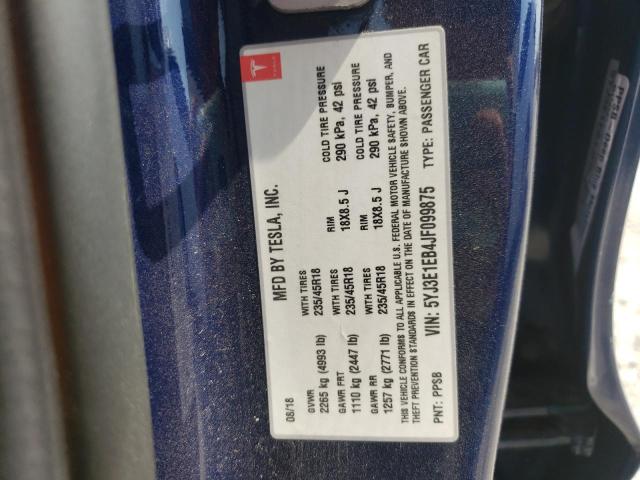 TESLA
MFD BY TESLA, INC.
08/18
GVWR WITH TIRES RIM COLD TIRE PRESSURE
2265 kg (4993 lb) 235/45R18 18X8.5 J 290 kPa, 42 psi
GAWR FRT WITH TIRES RIM COLD TIRE PRESSURE
1110 kg (2447 lb) 235/45R18 18X8.5 J 290 kPa, 42 psi
GAWR RR
1257 kg (2771 lb) 235/45R18
THIS VEHICLE CONFORMS TO ALL APPLICABLE U.S. FEDERAL MOTOR VEHICLE SAFETY, BUMPER, AND
THEFT PREVENTION STANDARDS IN EFFECT ON THE DATE OF MANUFACTURE SHOWN ABOVE.
VIN: 5YJ3E1EB4JF099875
PNT: PPSB TYPE: PASSENGER CAR